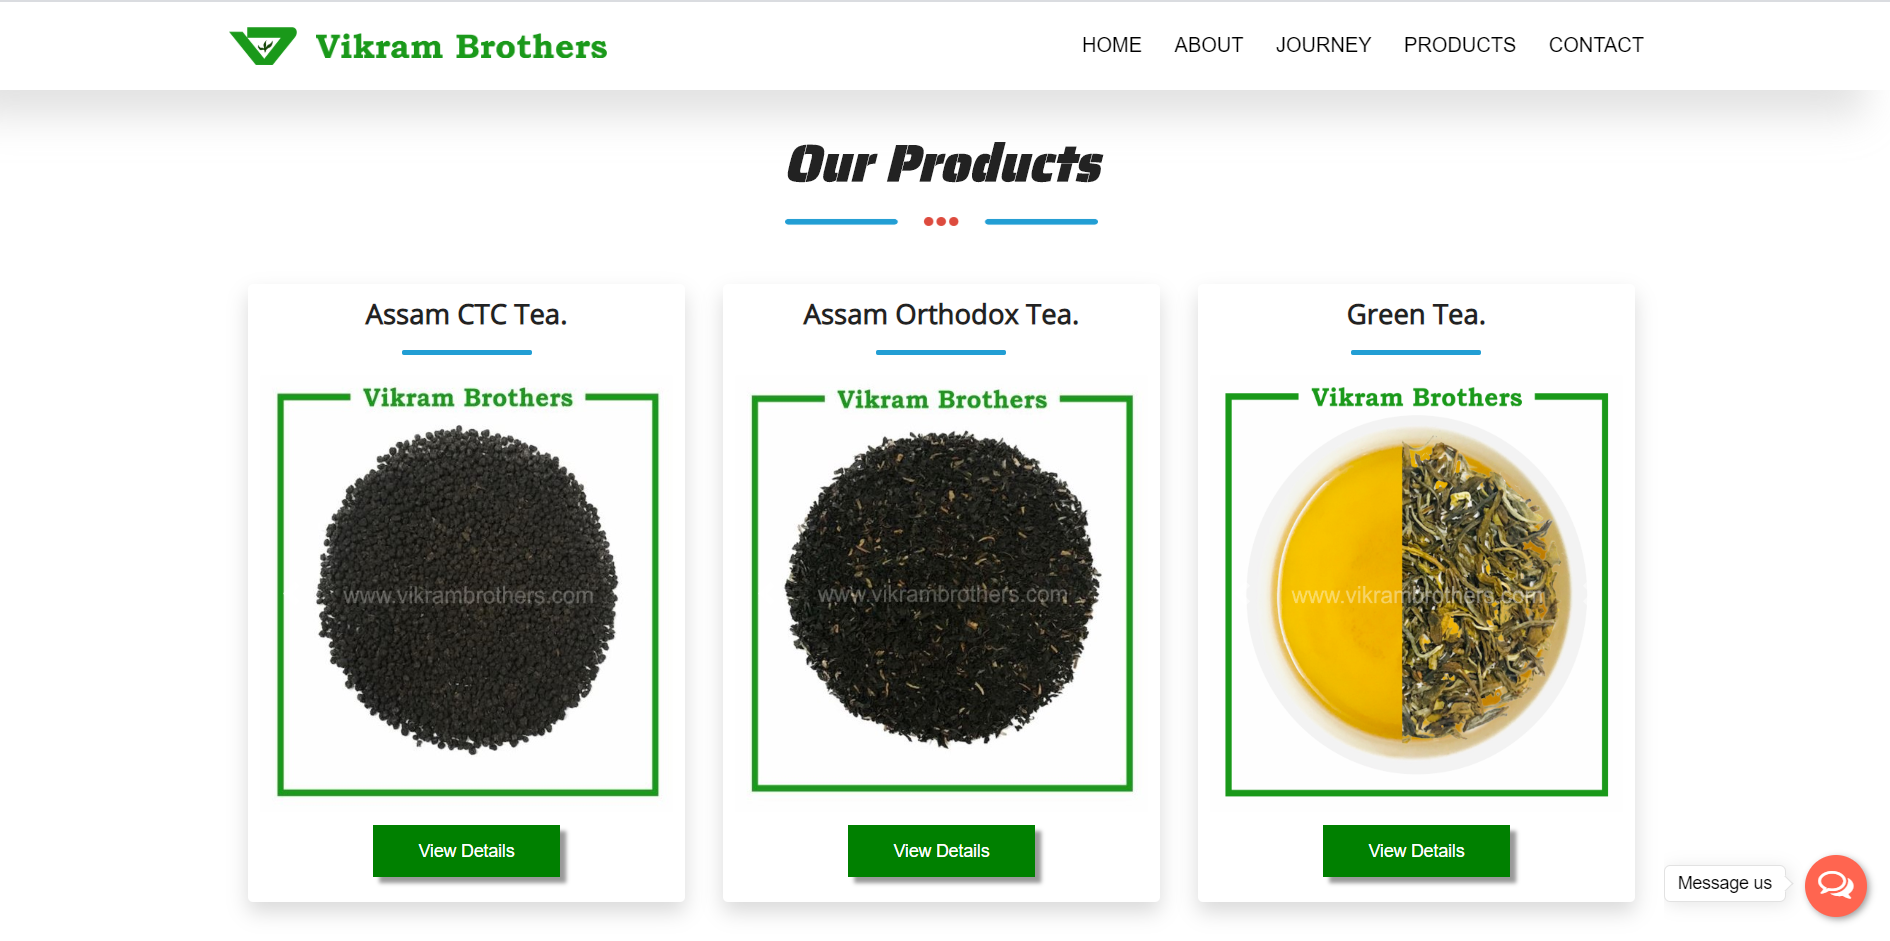 Vikram Brothers
HOME ABOUT JOURNEY PRODUCTS CONTACT
Our Products
Assam CTC Tea.
Vikram Brothers
www.vikrambrothers.com
View Details
Assam Orthodox Tea.
Vikram Brothers
www.vikrambrothers.com
View Details
Green Tea.
Vikram Brothers
www.vikrambrothers.com
View Details
Message us